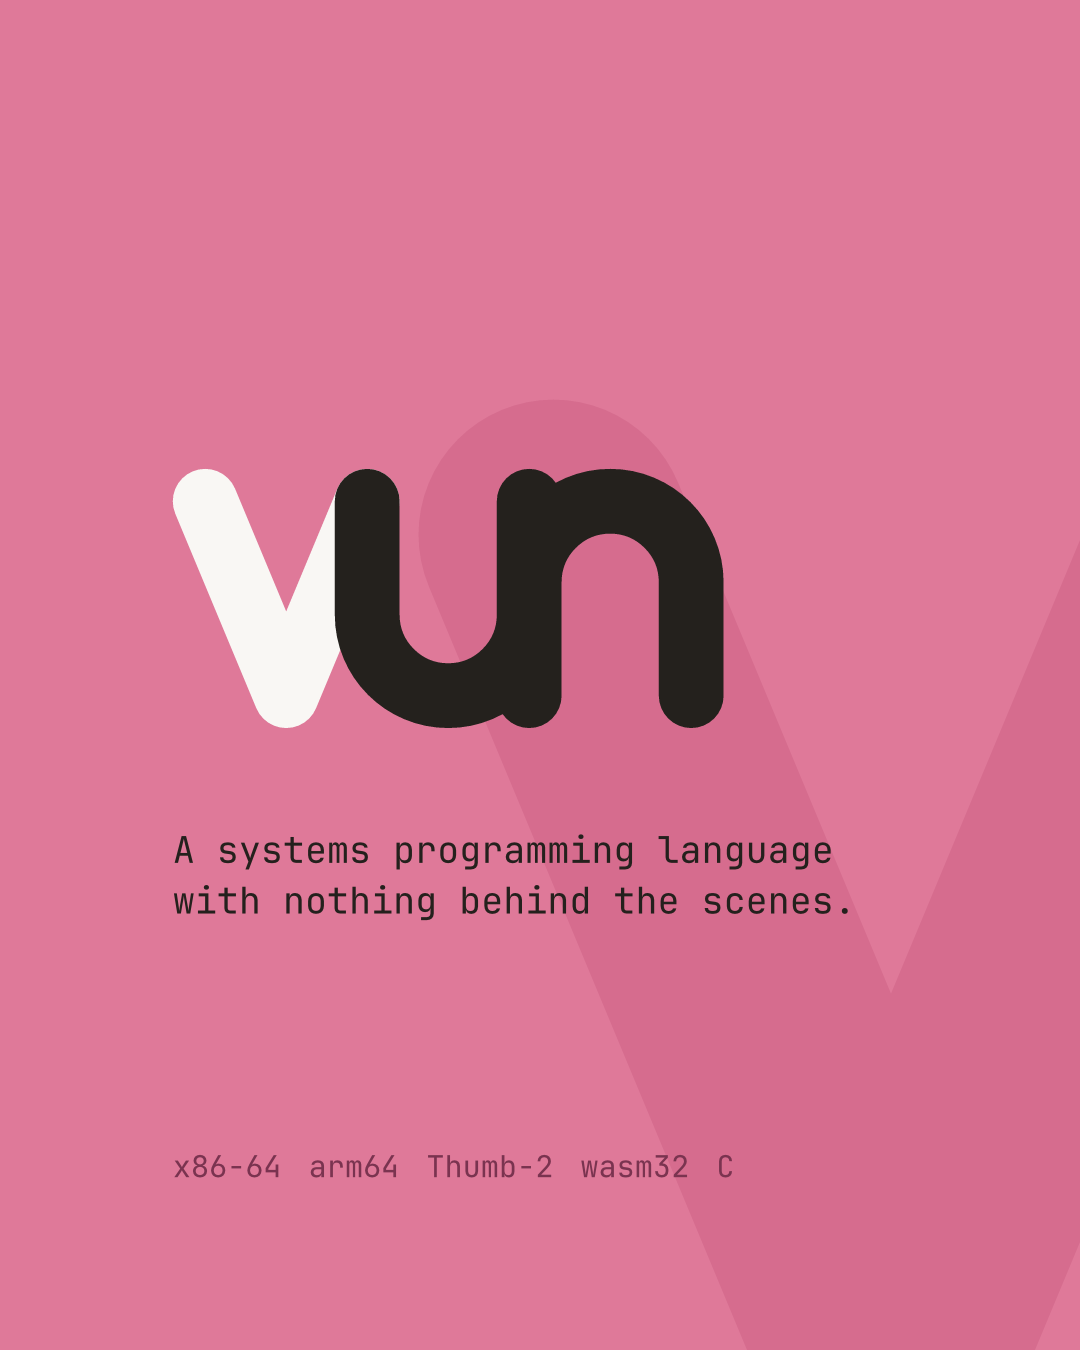 vun
A systems programming language
with nothing behind the scenes.
x86-64 arm64 Thumb-2 wasm32 C